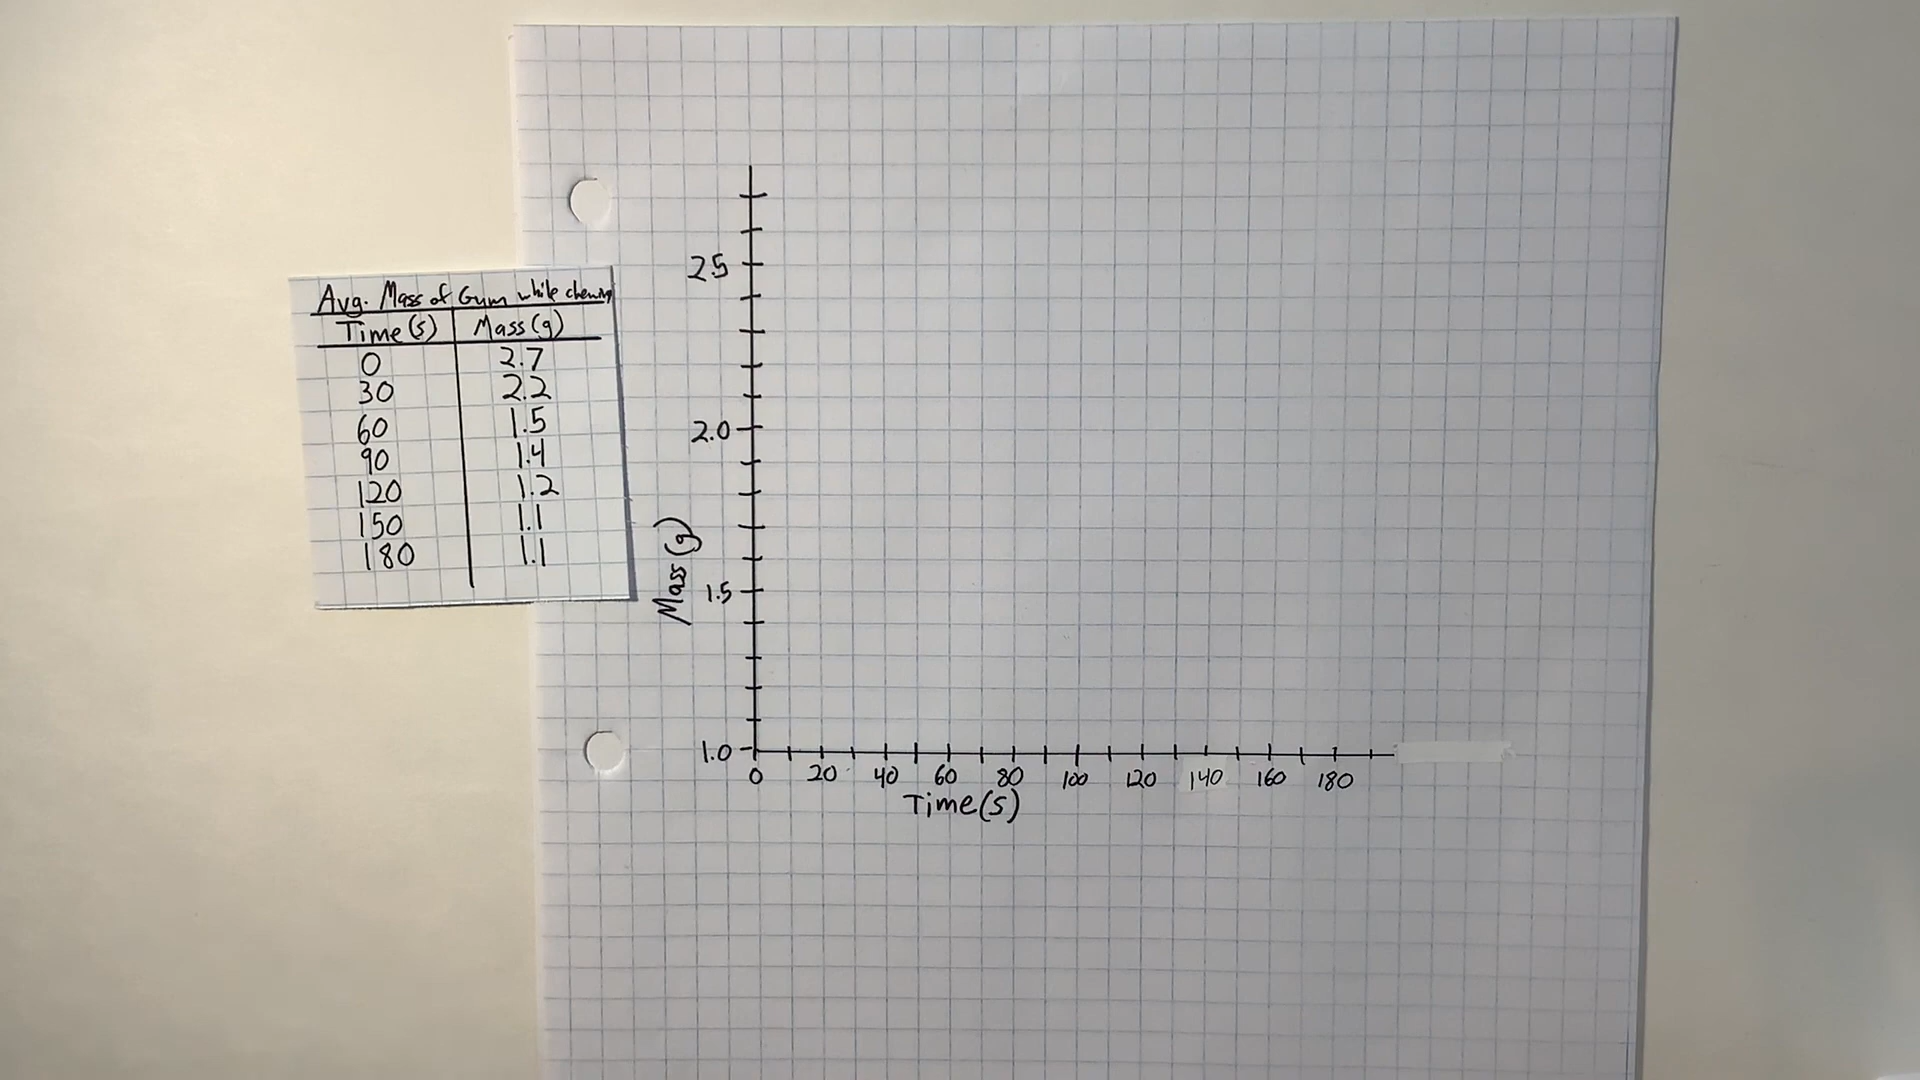 Avg. Mass of Gum while chewing
Time (s) Mass (g)
0 2.7
30 2.2
60 1.5
90 1.4
120 1.2
150 1.1
180 1.1
2.5
2.0
1.5
1.0
Mass (g)
0 20 40 60 80 100 120 140 160 180
Time (s)